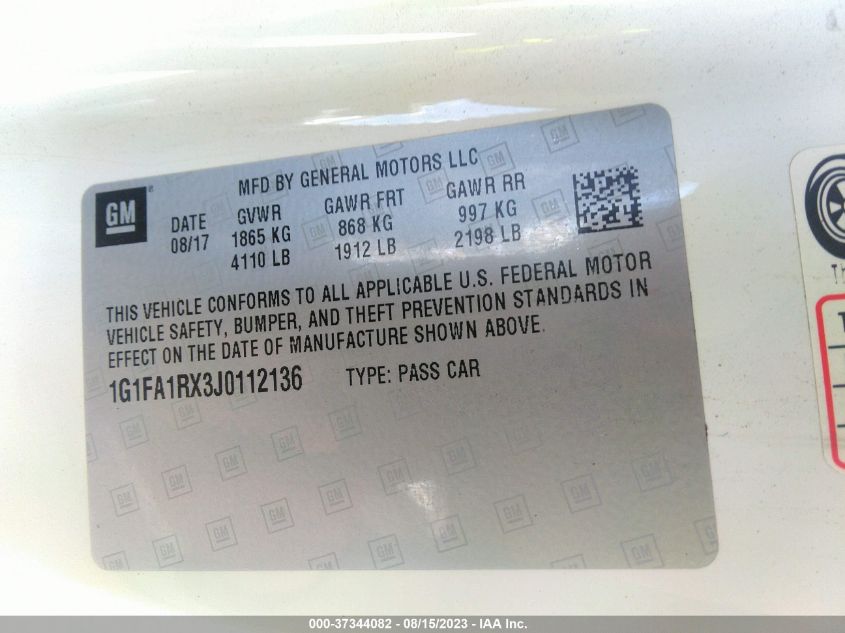 GM
MFD BY GENERAL MOTORS LLC
DATE GVWR GAWR FRT GAWR RR
08/17 1865 KG 868 KG 997 KG
4110 LB 1912 LB 2198 LB
THIS VEHICLE CONFORMS TO ALL APPLICABLE U.S. FEDERAL MOTOR
VEHICLE SAFETY, BUMPER, AND THEFT PREVENTION STANDARDS IN
EFFECT ON THE DATE OF MANUFACTURE SHOWN ABOVE.
1G1FA1RX3J0112136 TYPE: PASS CAR
000-37344082 - 08/15/2023 - IAA Inc.